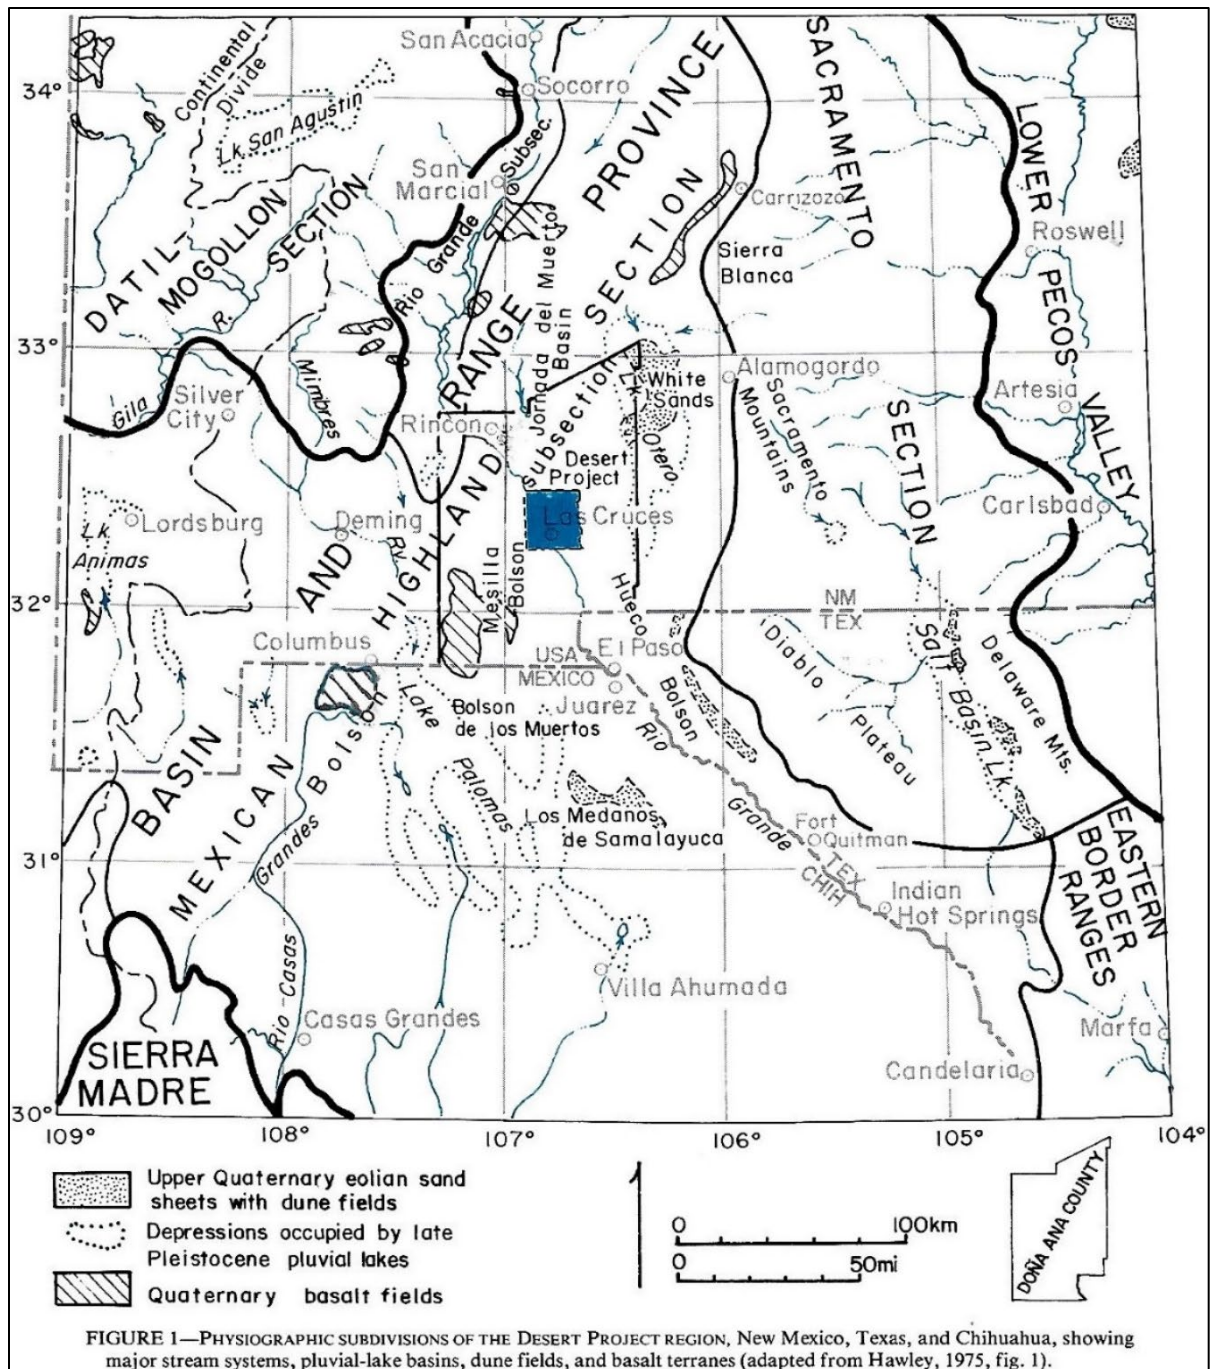 San Acacia
Socorro
34°
Continental
Divide
Lk. San Agustin
San
Marcial
Subsec.
PROVINCE
SACRAMENTO
SECTION
LOWER
PECOS
VALLEY
Carrizozo
Roswell
Sierra
Blanca
DATIL-
MOGOLLON
SECTION
R.
Rio
Grande
Jornada del Muerto
Basin
SECTION
33°
Gila
Silver
City
Mimbres
RANGE
Rincon
Subsection
Lk.
Otero
White
Sands
Alamogordo
Sacramento
Mountains
Artesia
Desert
Project
Las Cruces
Carlsbad
Lordsburg
Lk.
Animas
Deming
Rv.
AND
HIGHLAND
Mesilla
Bolson
Hueco
32°
NM
TEX
Columbus
USA
MEXICO
El Paso
Juarez
Diablo
Plateau
Salt
Basin Lk.
Delaware Mts.
Lake
Palomas
Bolson
de los Muertos
Bolson
Rio
Grande
BASIN
MEXICAN
Bolson
Grandes
Los Medanos
de Samalayuca
Fort
Quitman
31°
TEX
CHIH
Indian
Hot Springs
EASTERN
BORDER
RANGES
Villa Ahumada
Rio Casas
Casas Grandes
Marfa
Candelaria
SIERRA
MADRE
30°
109° 108° 107° 106° 105° 104°
Upper Quaternary eolian sand
sheets with dune fields
Depressions occupied by late
Pleistocene pluvial lakes
Quaternary basalt fields
0 100km
0 50mi
DOÑA ANA COUNTY
FIGURE 1—PHYSIOGRAPHIC SUBDIVISIONS OF THE DESERT PROJECT REGION, New Mexico, Texas, and Chihuahua, showing
major stream systems, pluvial-lake basins, dune fields, and basalt terranes (adapted from Hawley, 1975, fig. 1).